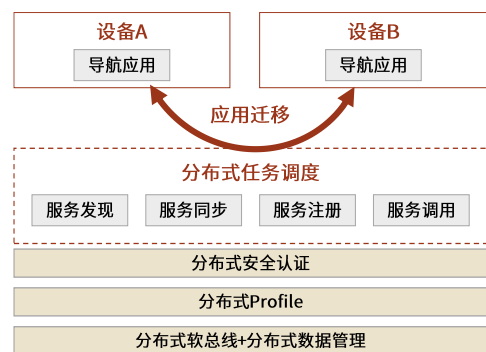 设备A
设备B
导航应用
导航应用
应用迁移
分布式任务调度
服务发现
服务同步
服务注册
服务调用
分布式安全认证
分布式Profile
分布式软总线+分布式数据管理